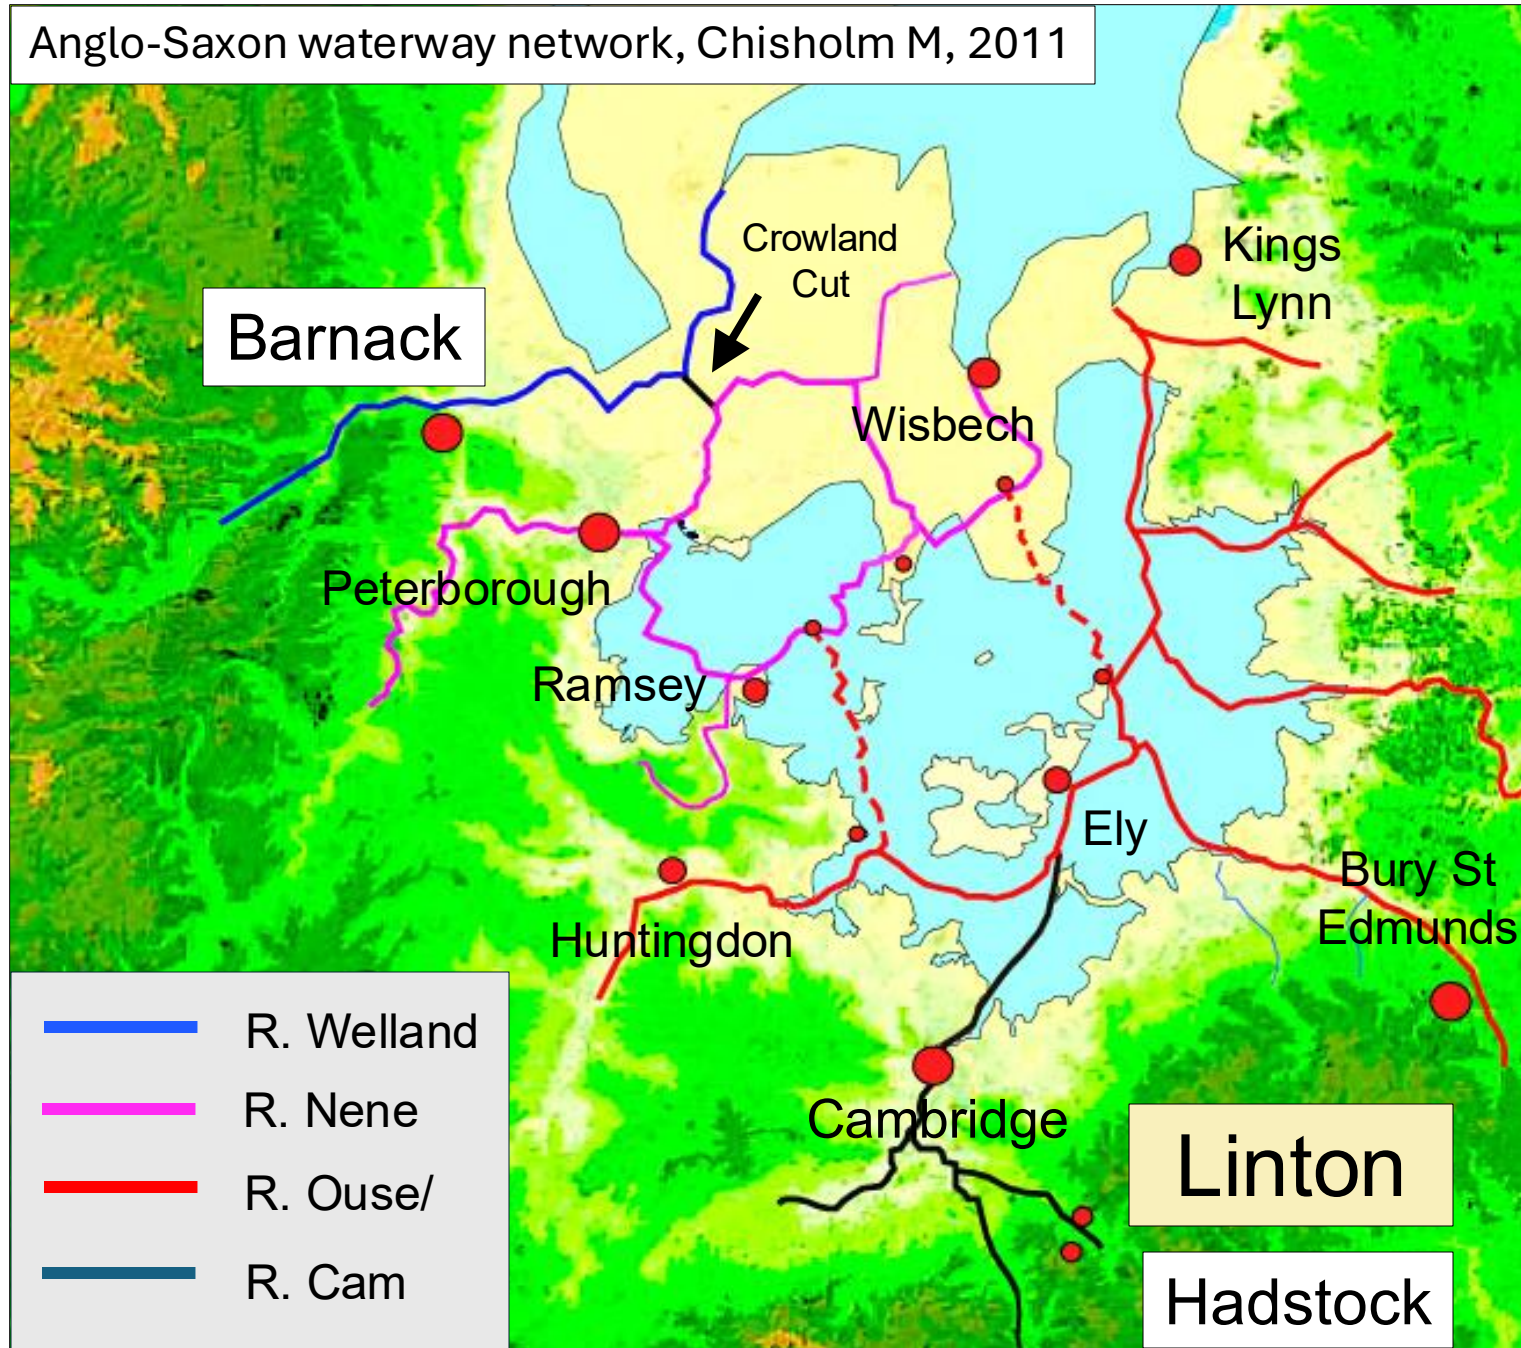 Anglo-Saxon waterway network, Chisholm M, 2011
Crowland
Cut
Kings
Lynn
Barnack
Wisbech
Peterborough
Ramsey
Ely
Bury St
Edmunds
Huntingdon
R. Welland
R. Nene
R. Ouse/
R. Cam
Cambridge
Linton
Hadstock